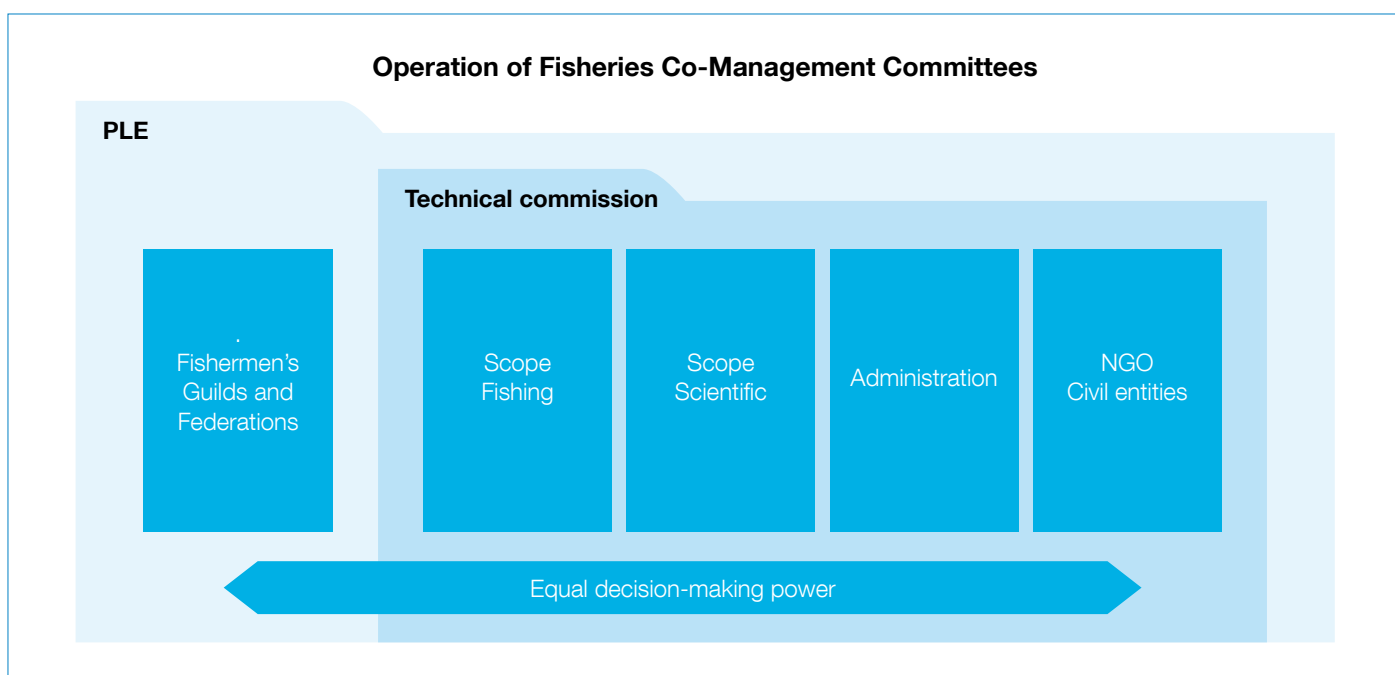 Operation of Fisheries Co-Management Committees
PLE
Technical commission
.
Fishermen’s
Guilds and
Federations
Scope
Fishing
Scope
Scientific
Administration
NGO
Civil entities
Equal decision-making power